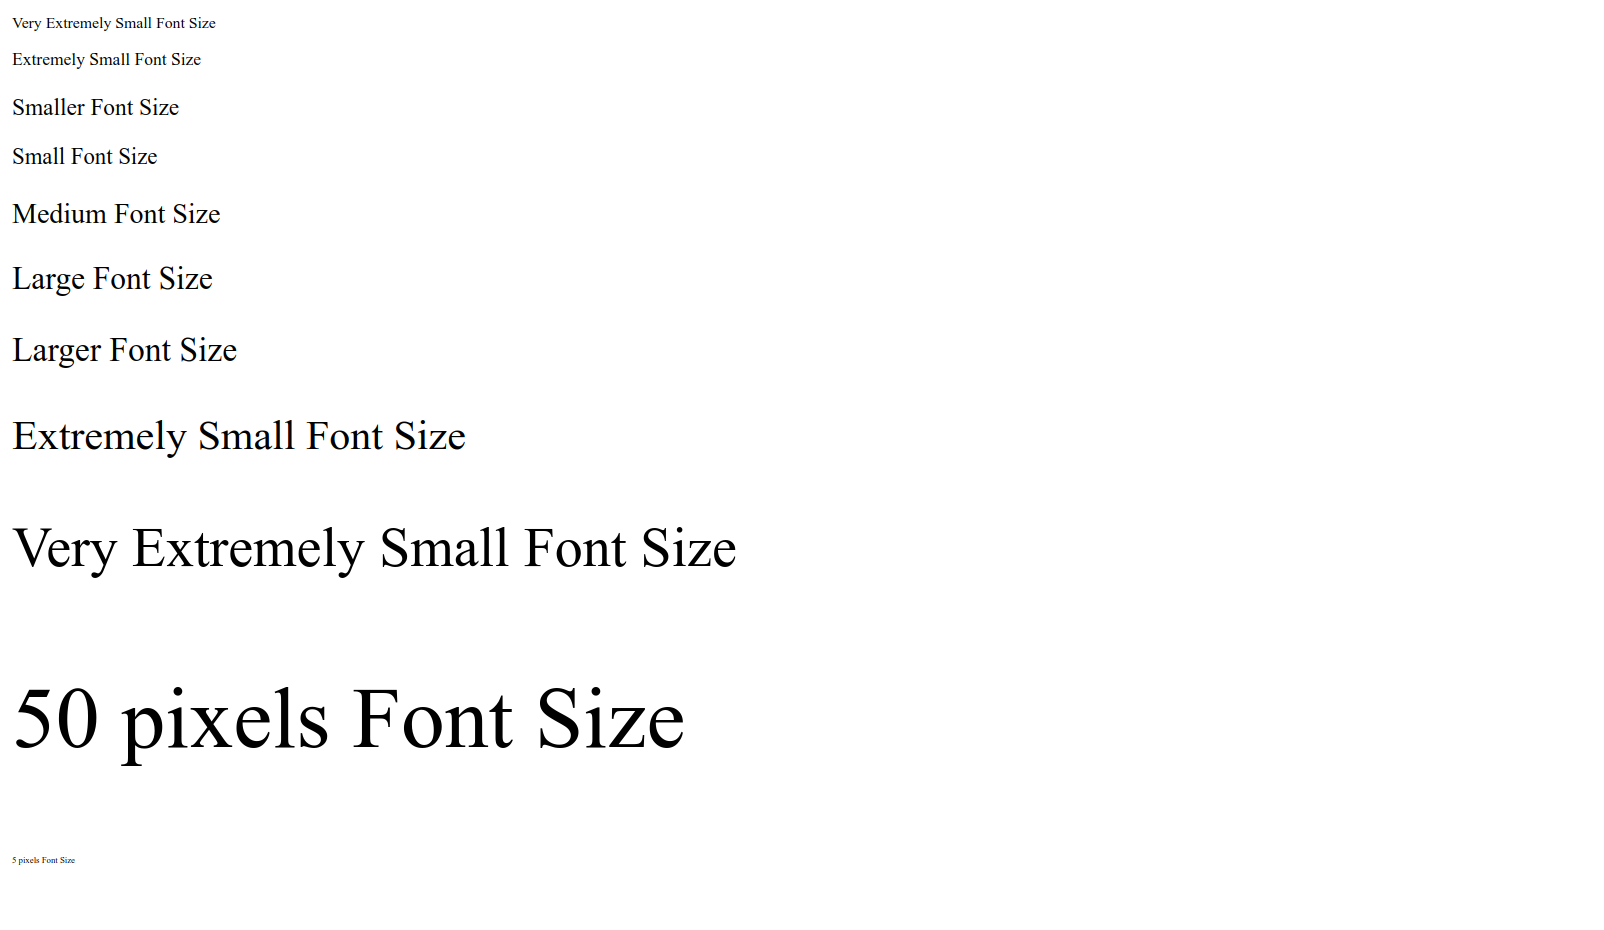 Very Extremely Small Font Size
Extremely Small Font Size
Smaller Font Size
Small Font Size
Medium Font Size
Large Font Size
Larger Font Size
Extremely Small Font Size
Very Extremely Small Font Size
50 pixels Font Size
5 pixels Font Size